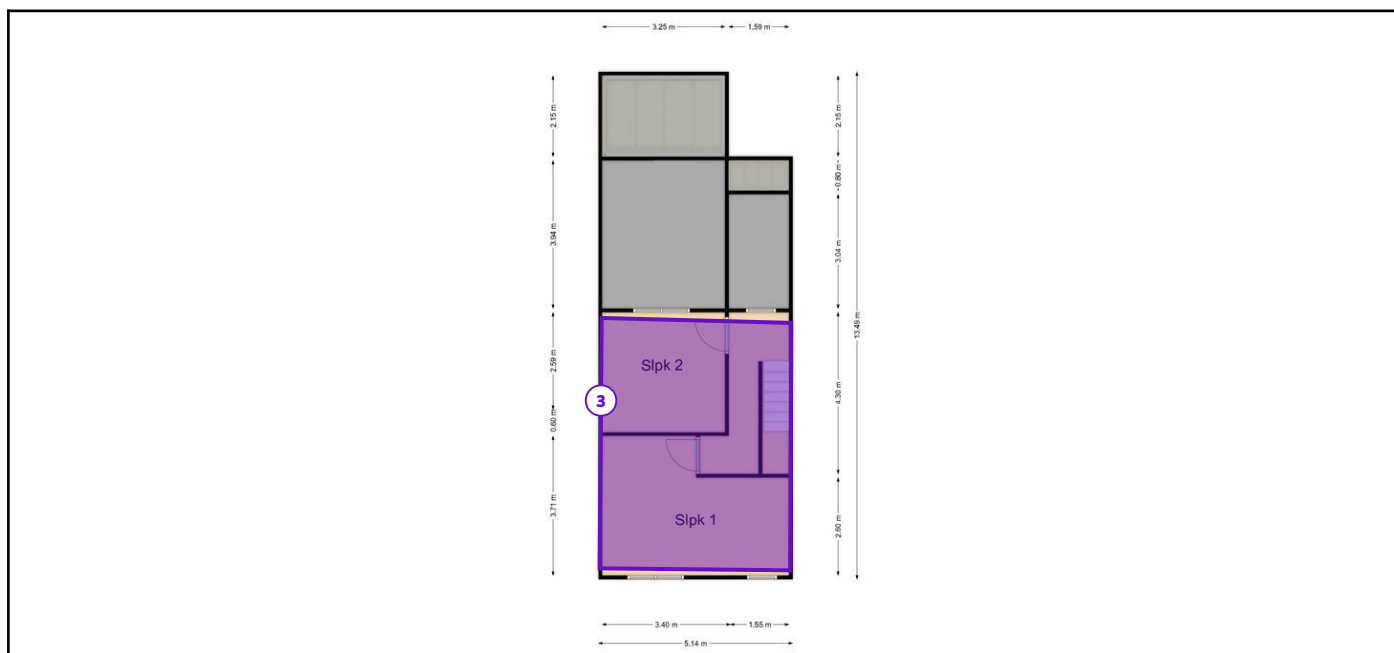 3.25 m
1.59 m
2.15 m
3.94 m
2.59 m
0.60 m
3.71 m
2.15 m
0.80 m
3.04 m
4.30 m
2.60 m
13.49 m
Slpk 2
3
Slpk 1
3.40 m
1.55 m
5.14 m